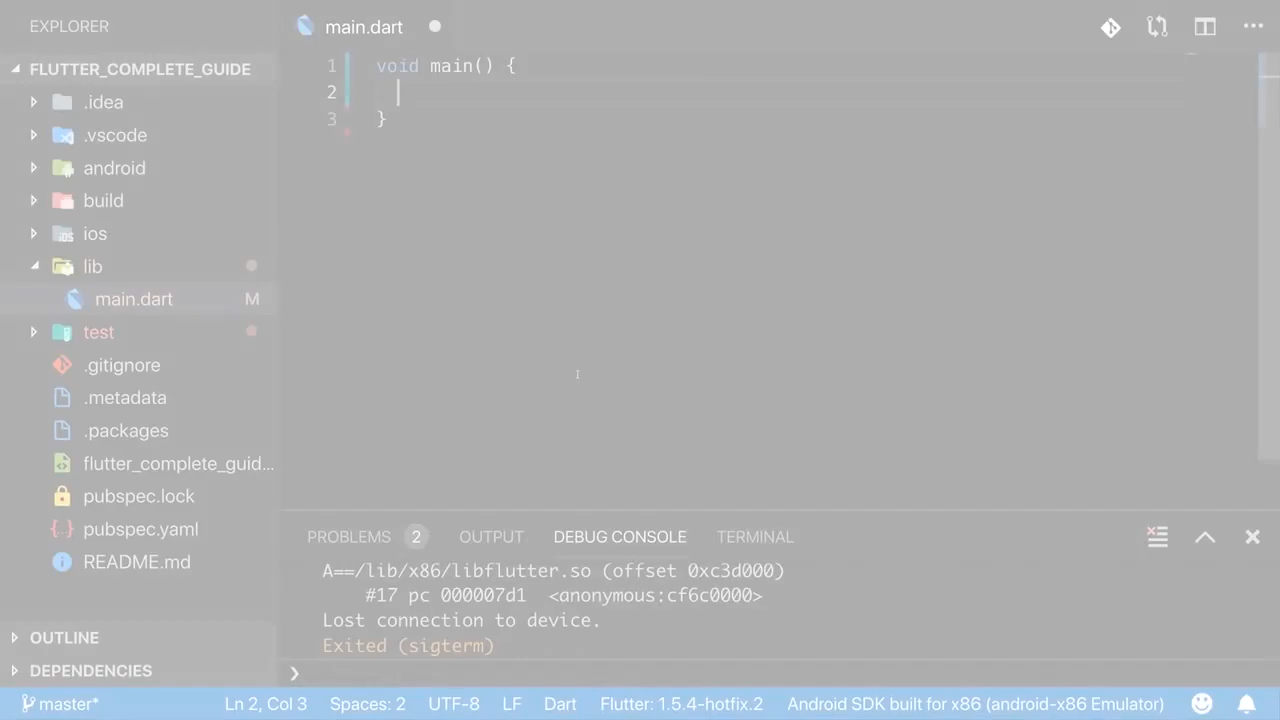 EXPLORER
FLUTTER_COMPLETE_GUIDE
.idea
.vscode
android
build
ios
lib
main.dart M
test
.gitignore
.metadata
.packages
flutter_complete_guid...
pubspec.lock
pubspec.yaml
README.md
OUTLINE
DEPENDENCIES
main.dart
1 void main() {
2
3 }
PROBLEMS 2 OUTPUT DEBUG CONSOLE TERMINAL
A==/lib/x86/libflutter.so (offset 0xc3d000)
#17 pc 000007d1 <anonymous:cf6c0000>
Lost connection to device.
Exited (sigterm)
master* Ln 2, Col 3 Spaces: 2 UTF-8 LF Dart Flutter: 1.5.4-hotfix.2 Android SDK built for x86 (android-x86 Emulator)